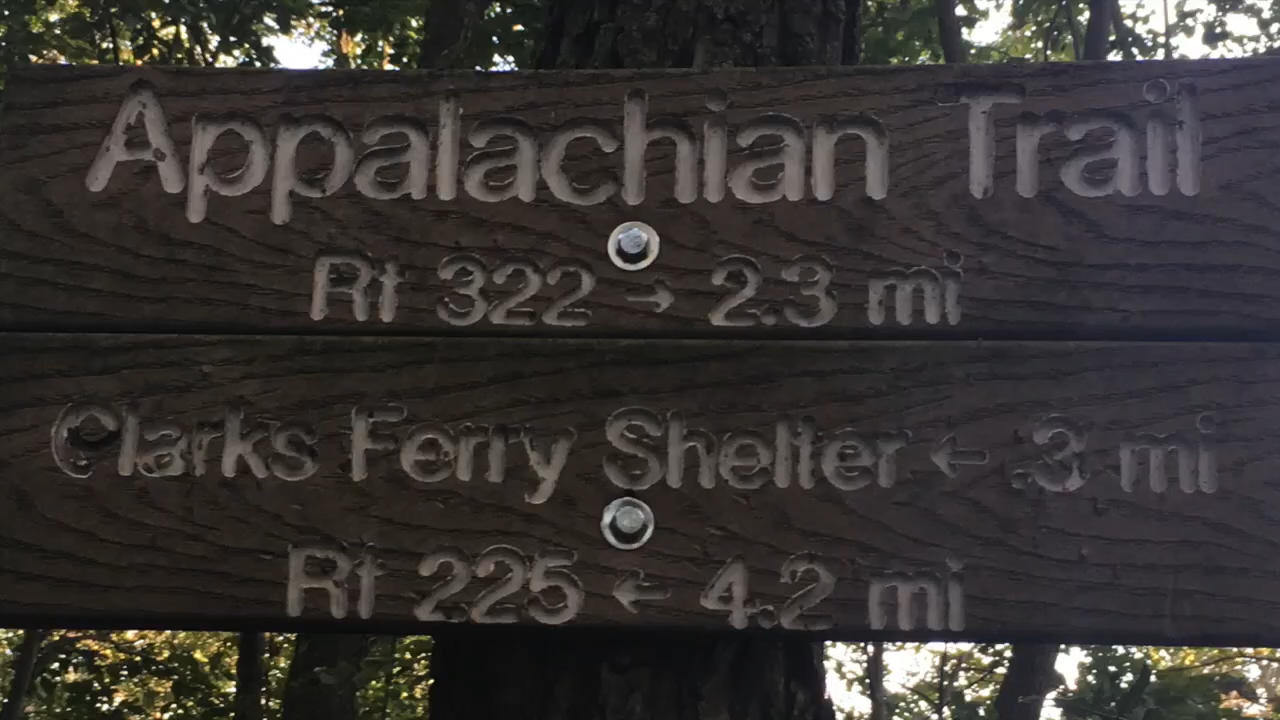 Appalachian Trail
Rt 322 → 2.3 mi
Clarks Ferry Shelter ← .3 mi
Rt 225 ← 4.2 mi